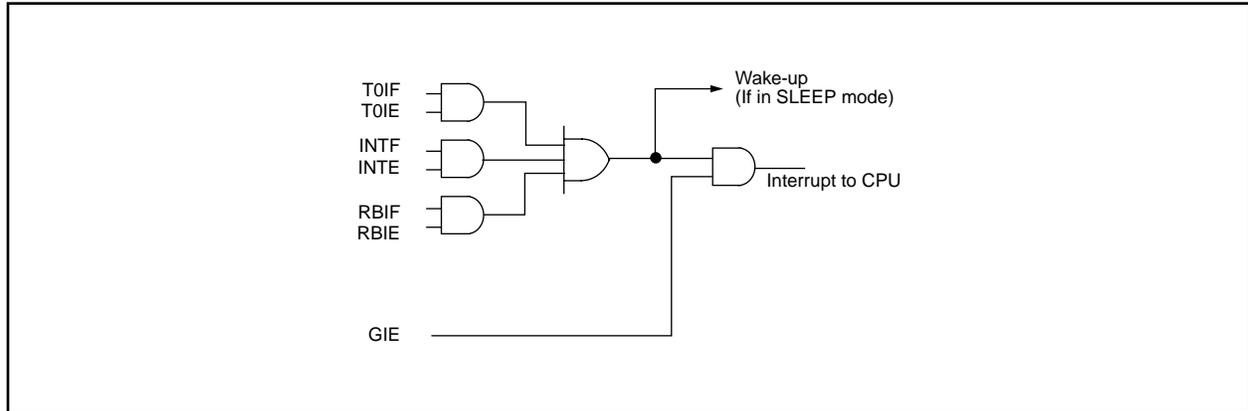 T0IF
T0IE
INTF
INTE
RBIF
RBIE
GIE
Wake-up
(If in SLEEP mode)
Interrupt to CPU